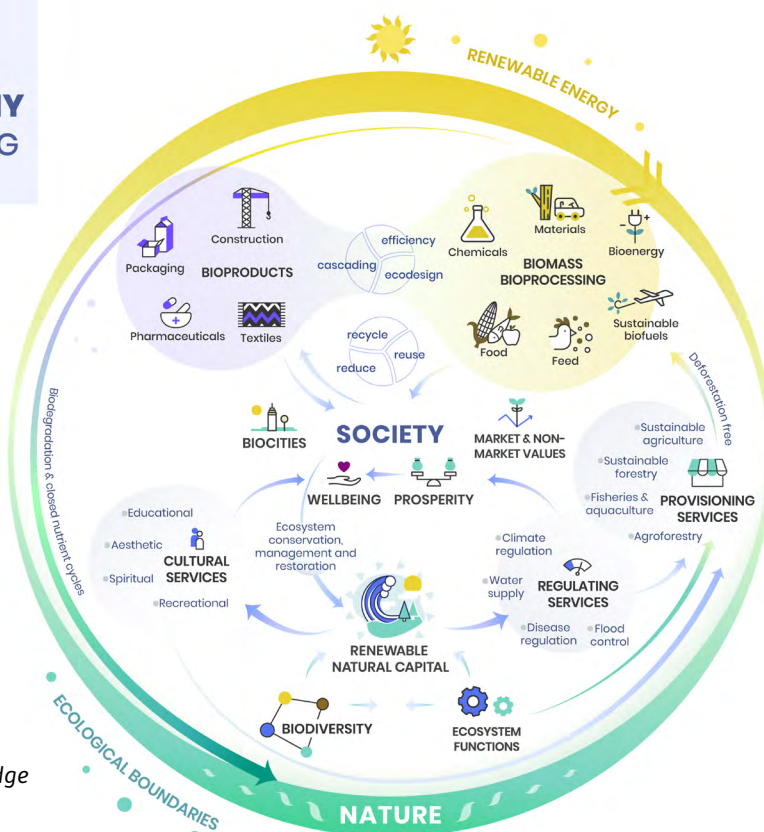 NY
G
RENEWABLE ENERGY
Construction
Packaging
BIOPRODUCTS
Pharmaceuticals
Textiles
efficiency
cascading
ecodesign
Chemicals
Materials
Bioenergy
BIOMASS
BIOPROCESSING
Food
Feed
Sustainable
biofuels
recycle
reuse
reduce
Deforestation free
Biodegradation & closed nutrient cycles
BIOCITIES
SOCIETY
MARKET & NON-
MARKET VALUES
WELLBEING
PROSPERITY
Sustainable
agriculture
Sustainable
forestry
Fisheries &
aquaculture
Agroforestry
PROVISIONING
SERVICES
Educational
Aesthetic
Spiritual
Recreational
CULTURAL
SERVICES
Ecosystem
conservation,
management and
restoration
Climate
regulation
Water
supply
Disease
regulation
Flood
control
REGULATING
SERVICES
RENEWABLE
NATURAL CAPITAL
BIODIVERSITY
ECOSYSTEM
FUNCTIONS
ECOLOGICAL BOUNDARIES
dge
NATURE